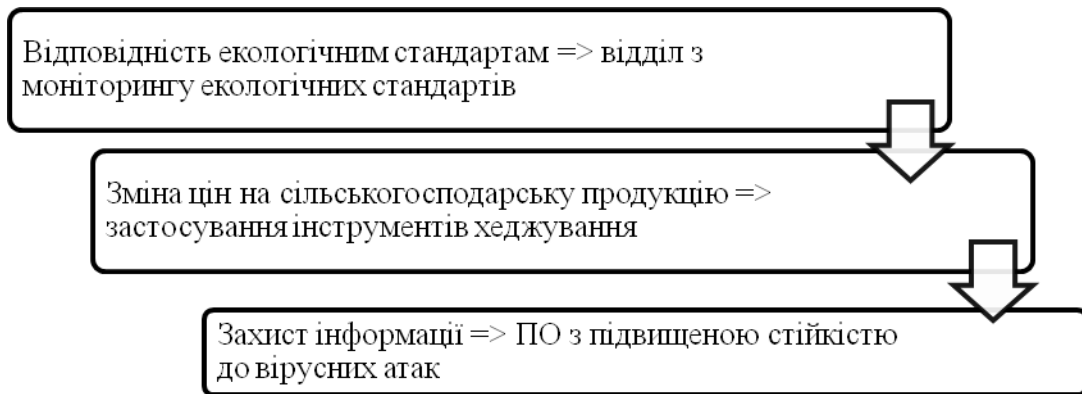 Відповідність екологічним стандартам => відділ з
моніторингу екологічних стандартів
Зміна цін на сільськогосподарську продукцію =>
застосування інструментів хеджування
Захист інформації => ПО з підвищеною стійкістю
до вірусних атак